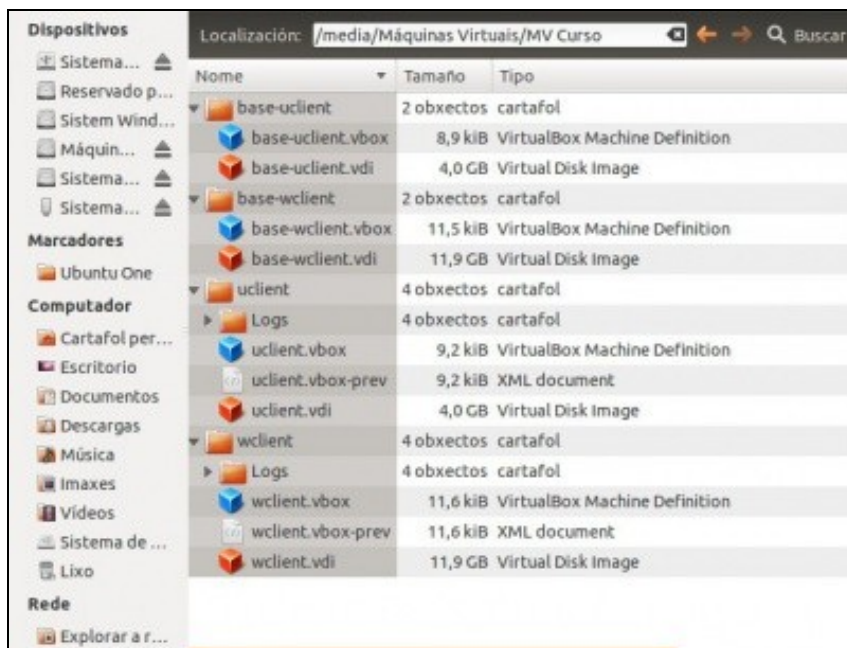 Dispositivos
Sistema...
Reservado p...
Sistem Wind...
Máquin...
Sistema...
Sistema...
Marcadores
Ubuntu One
Computador
Cartafol per...
Escritorio
Documentos
Descargas
Música
Imaxes
Vídeos
Sistema de ...
Lixo
Rede
Explorar a r...
Localización: /media/Máquinas Virtuais/MV Curso Buscar
Nome Tamaño Tipo
base-uclient 2 obxectos cartafol
base-uclient.vbox 8,9 kiB VirtualBox Machine Definition
base-uclient.vdi 4,0 GB Virtual Disk Image
base-wclient 2 obxectos cartafol
base-wclient.vbox 11,5 kiB VirtualBox Machine Definition
base-wclient.vdi 11,9 GB Virtual Disk Image
uclient 4 obxectos cartafol
Logs 4 obxectos cartafol
uclient.vbox 9,2 kiB VirtualBox Machine Definition
uclient.vbox-prev 9,2 kiB XML document
uclient.vdi 4,0 GB Virtual Disk Image
wclient 4 obxectos cartafol
Logs 4 obxectos cartafol
wclient.vbox 11,6 kiB VirtualBox Machine Definition
wclient.vbox-prev 11,6 kiB XML document
wclient.vdi 11,9 GB Virtual Disk Image